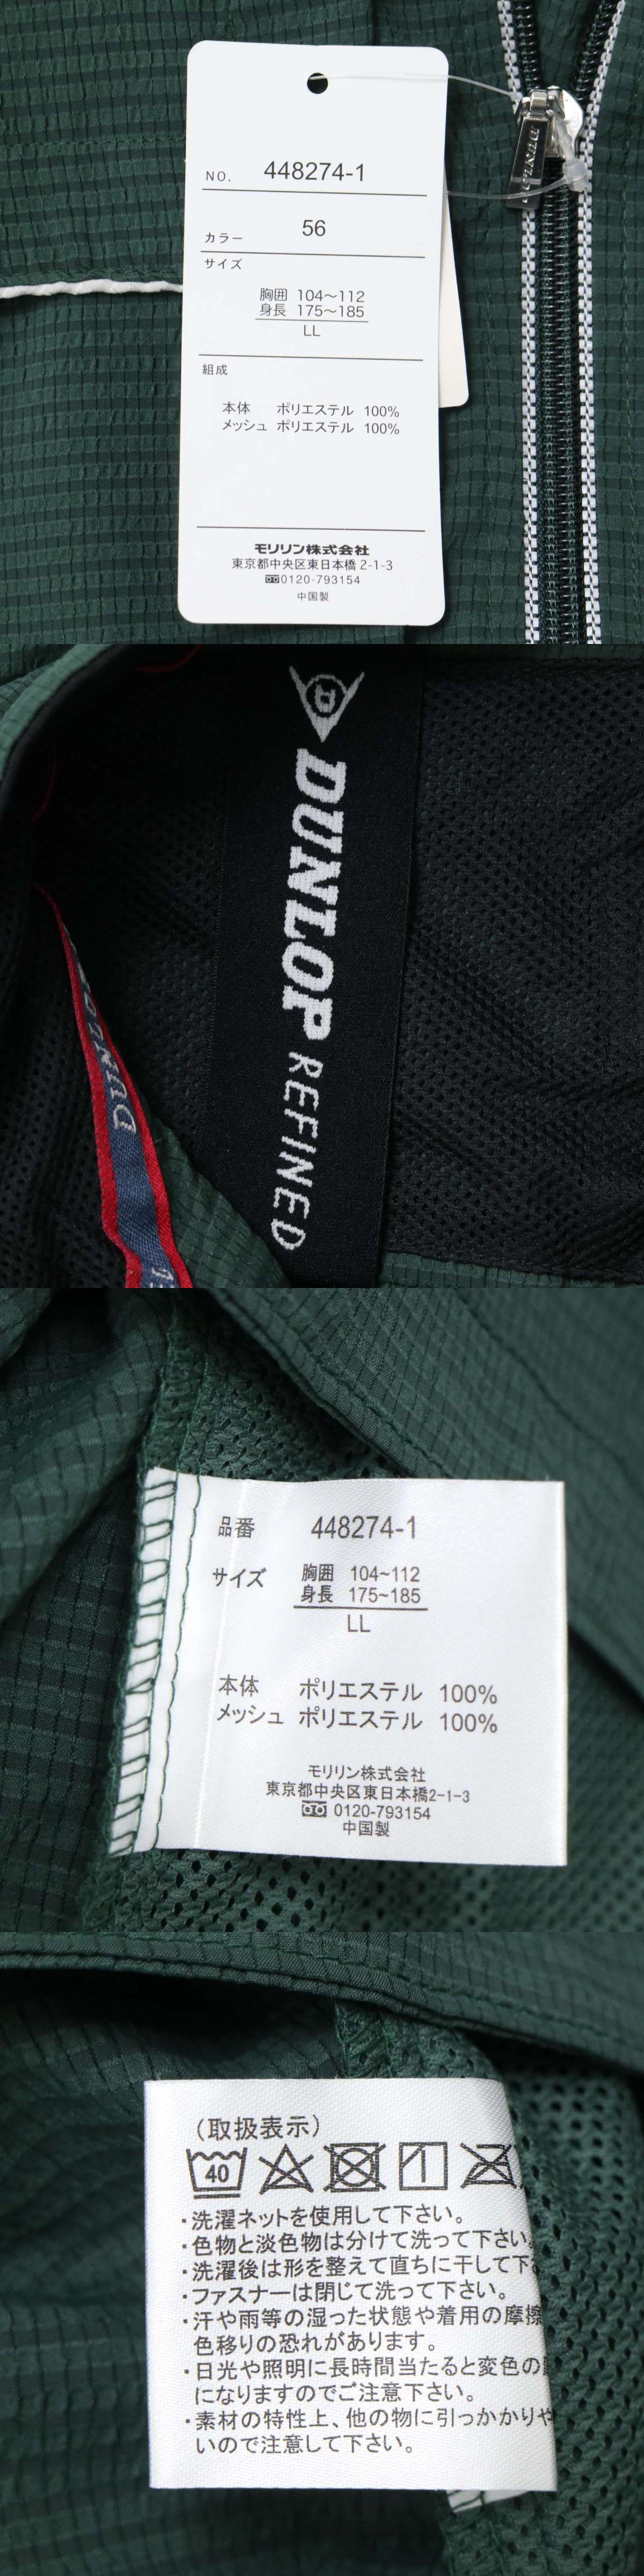 NO. 448274-1
カラー 56
サイズ
胸囲 104～112
身長 175～185
LL
組成
本体 ポリエステル 100%
メッシュ ポリエステル 100%
モリリン株式会社
東京都中央区東日本橋 2-1-3
0120-793154
中国製
DUNLOP
D
DUNLOP REFINED
DUNLOP
品番 448274-1
サイズ 胸囲 104~112
身長 175~185
LL
本体 ポリエステル 100%
メッシュ ポリエステル 100%
モリリン株式会社
東京都中央区東日本橋2-1-3
0120-793154
中国製
（取扱表示）
40
・洗濯ネットを使用して下さい。
・色物と淡色物は分けて洗って下さい
・洗濯後は形を整えて直ちに干して下
・ファスナーは閉じて洗って下さい。
・汗や雨等の湿った状態や着用の摩擦
色移りの恐れがあります。
・日光や照明に長時間当たると変色の
になりますのでご注意下さい。
・素材の特性上、他の物に引っかかりや
いので注意して下さい。